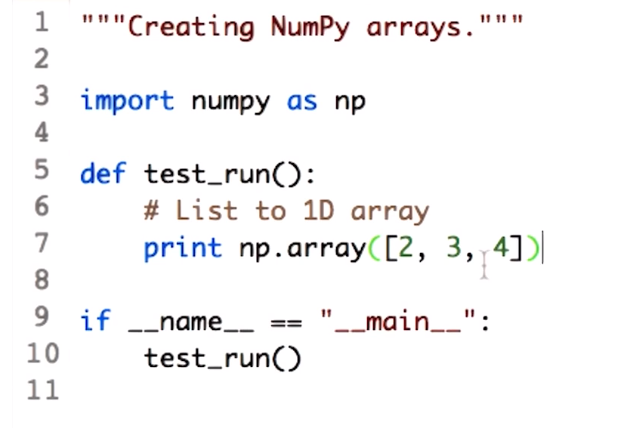 1 """Creating NumPy arrays."""
2
3 import numpy as np
4
5 def test_run():
6     # List to 1D array
7     print np.array([2, 3, 4])
8
9 if __name__ == "__main__":
10     test_run()
11